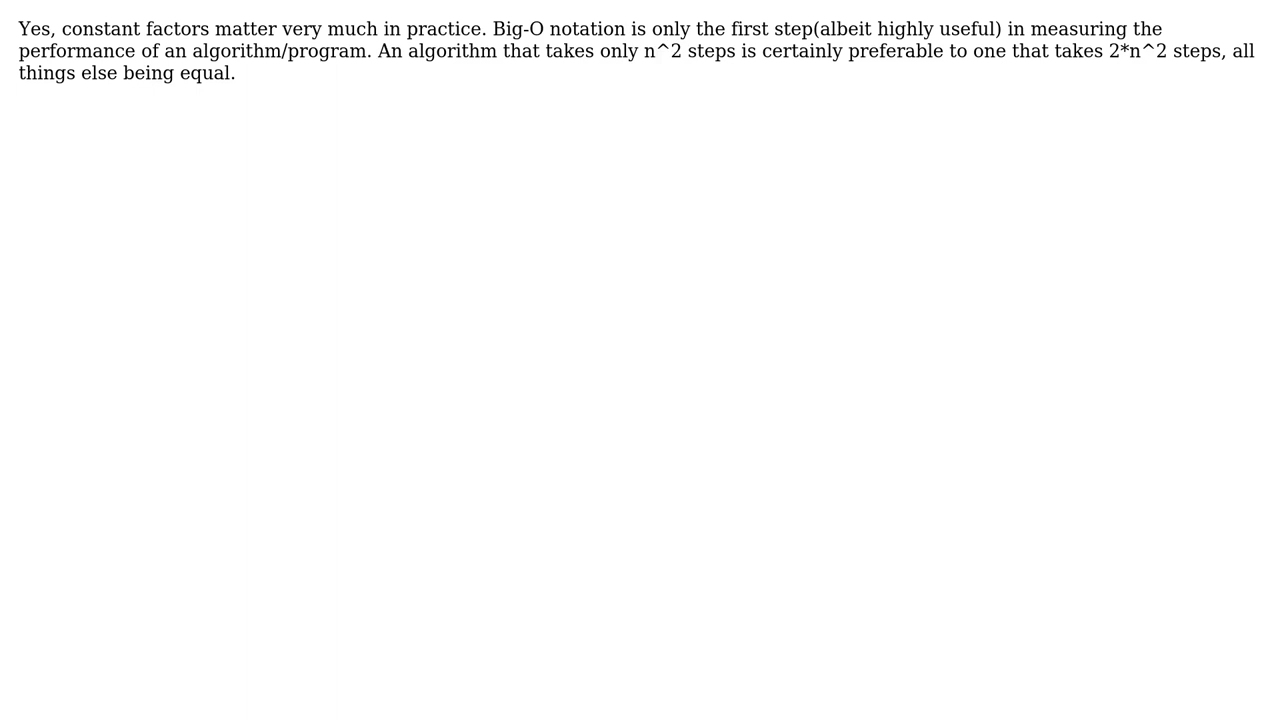 Yes, constant factors matter very much in practice. Big-O notation is only the first step(albeit highly useful) in measuring the
performance of an algorithm/program. An algorithm that takes only n^2 steps is certainly preferable to one that takes 2*n^2 steps, all
things else being equal.